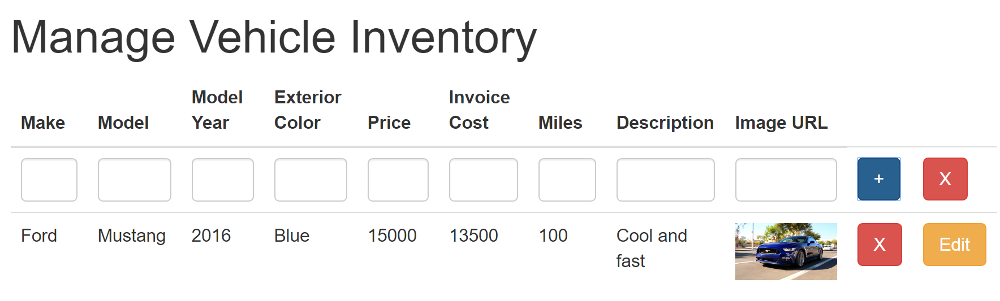 Manage Vehicle Inventory
Make Model Model Year Exterior Color Price Invoice Cost Miles Description Image URL
+ X
Ford Mustang 2016 Blue 15000 13500 100 Cool and fast X Edit